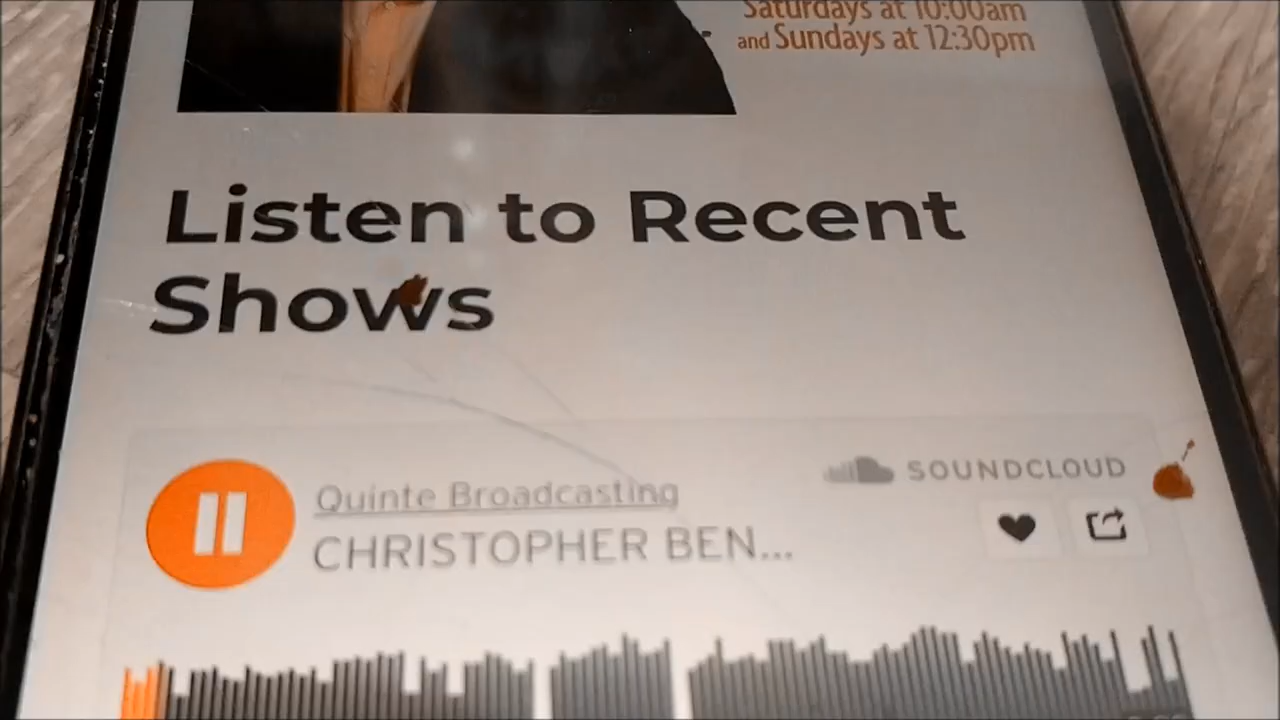 Saturdays at 10:00am
and Sundays at 12:30pm
Listen to Recent
Shows
SOUNDCLOUD
Quinte Broadcasting
CHRISTOPHER BEN...